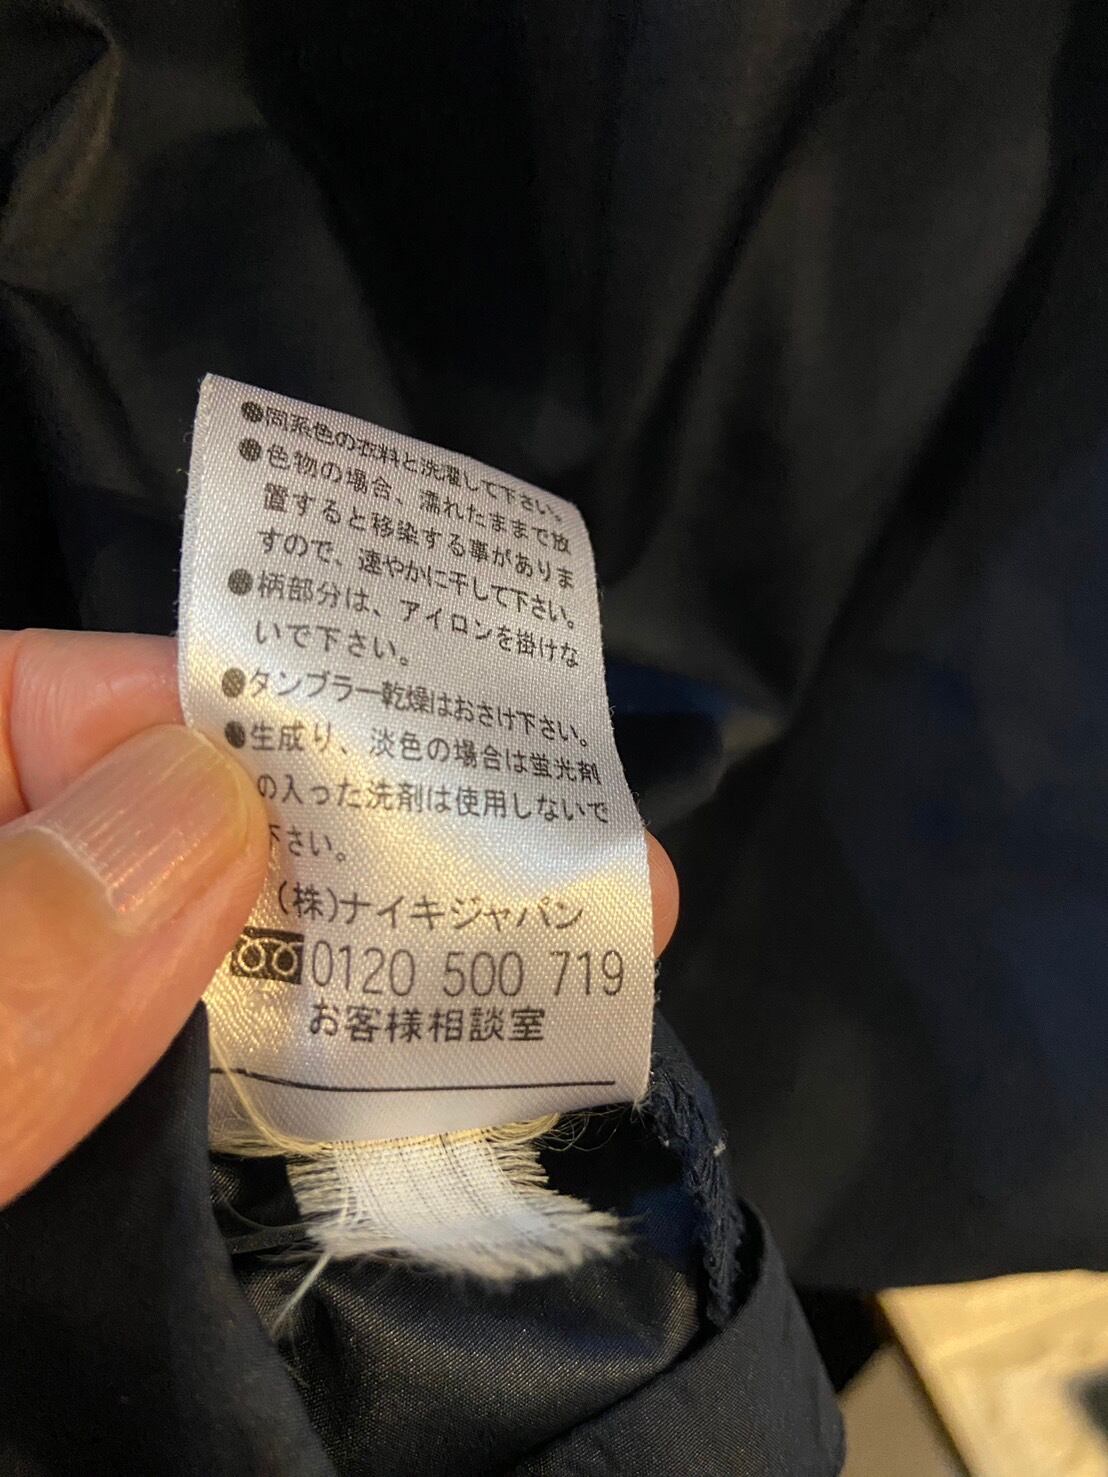 ●同系色の衣料と洗濯して下さい。
●色物の場合、濡れたままで放
置すると移染する事がありま
すので、速やかに干して下さい。
●柄部分は、アイロンを掛けな
いで下さい。
●タンブラー乾燥はおさけ下さい。
●生成り、淡色の場合は蛍光剤
の入った洗剤は使用しないで
下さい。
(株)ナイキジャパン
0120 500 719
お客様相談室